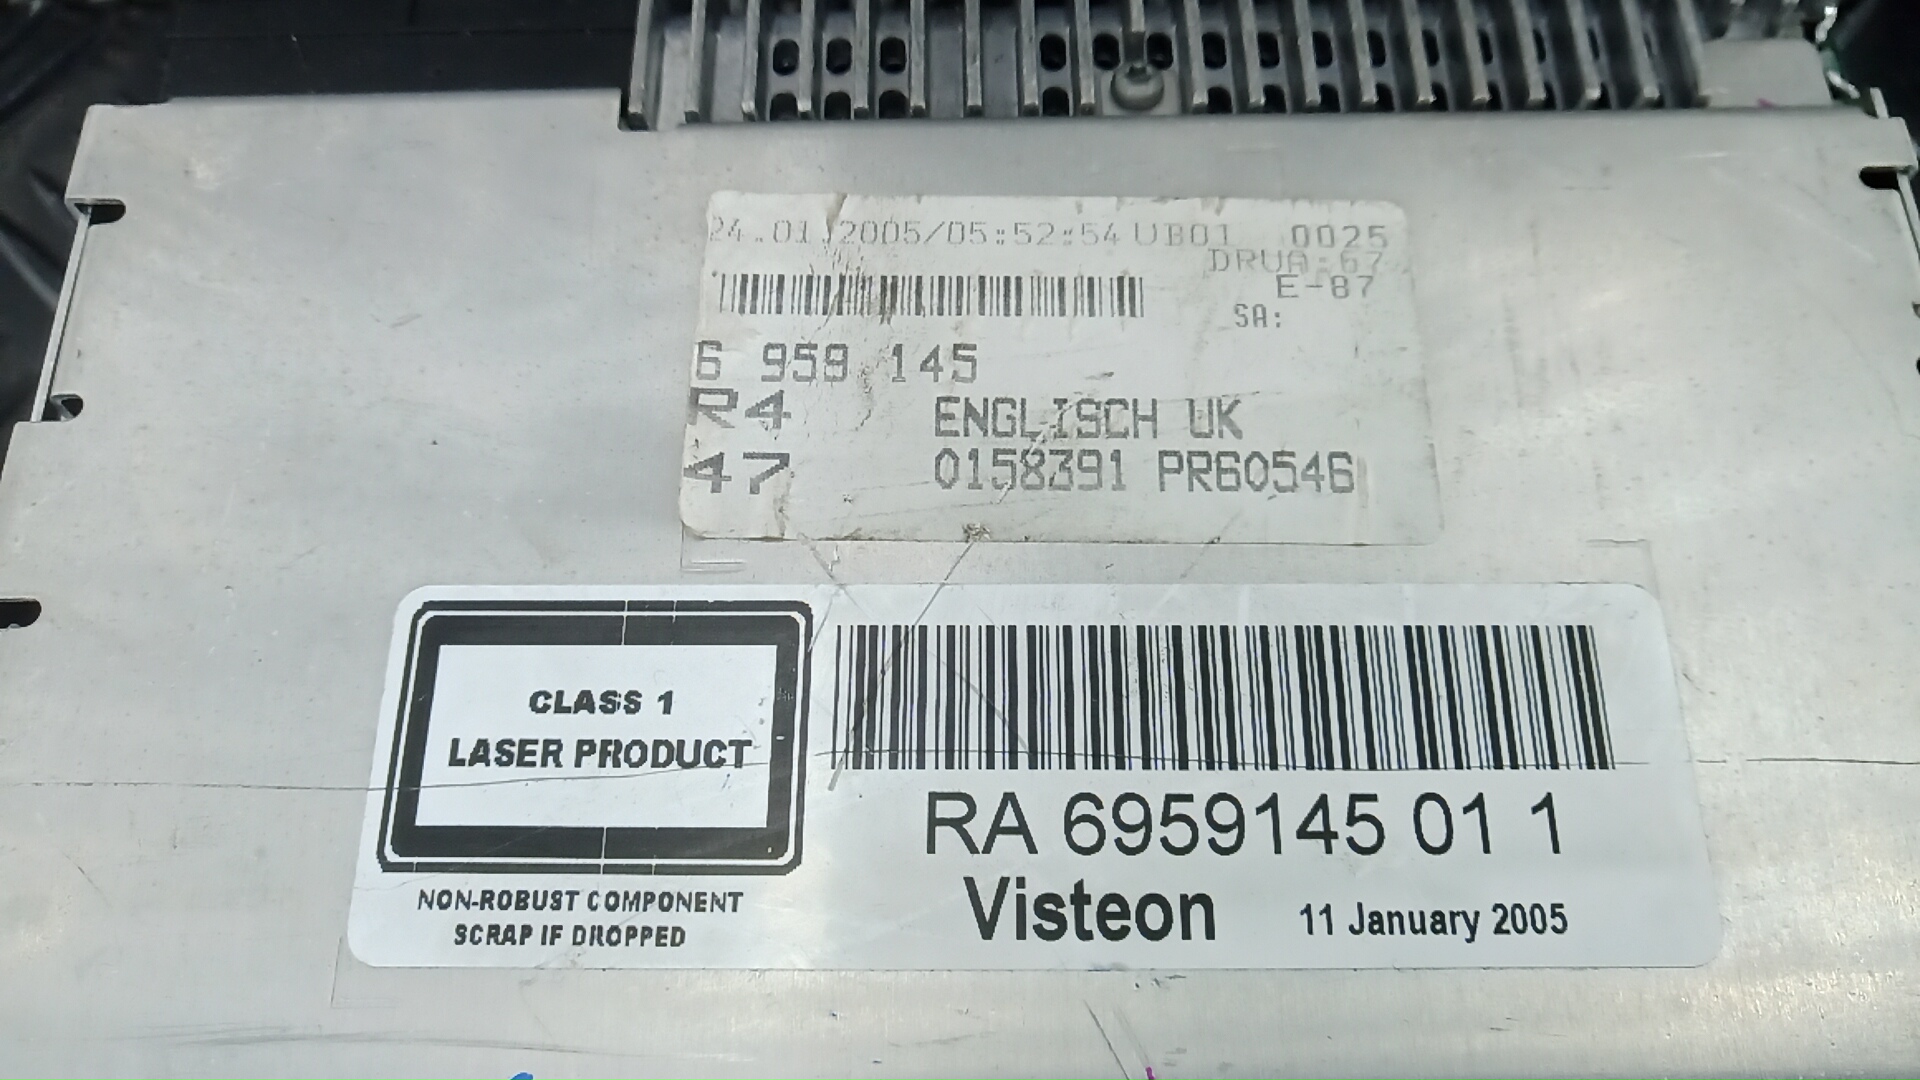 24.01.2005/05:52:54 UB01 0025
DRUA:67
E-87
SA:
6 959 145
R4 ENGLISCH UK
47 0158391 PR60546
CLASS 1
LASER PRODUCT
NON-ROBUST COMPONENT
SCRAP IF DROPPED
RA 6959145 01 1
Visteon 11 January 2005